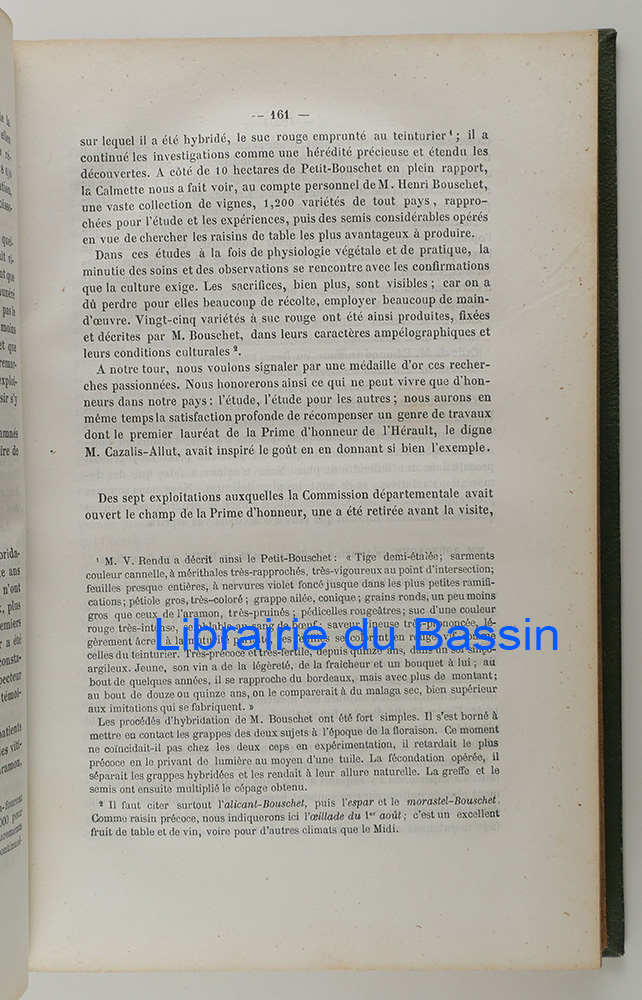 — 161 —
sur lequel il a été hybridé, le suc rouge emprunté au teinturier¹; il a
continué les investigations comme une hérédité précieuse et étendu les
découvertes. A côté de 10 hectares de Petit-Bouschet en plein rapport,
la Calmette nous a fait voir, au compte personnel de M. Henri Bouschet,
une vaste collection de vignes, 1,200 variétés de tout pays, rappro-
chées pour l'étude et les expériences, puis des semis considérables opérés
en vue de chercher les raisins de table les plus avantageux à produire.
Dans ces études à la fois de physiologie végétale et de pratique, la
minutie des soins et des observations se rencontre avec les confirmations
que la culture exige. Les sacrifices, bien plus, sont visibles; car on a
dû perdre pour elles beaucoup de récolte, employer beaucoup de main-
d'œuvre. Vingt-cinq variétés à suc rouge ont été ainsi produites, fixées
et décrites par M. Bouschet, dans leurs caractères ampélographiques et
leurs conditions culturales².
A notre tour, nous voulons signaler par une médaille d'or ces recher-
ches passionnées. Nous honorerons ainsi ce qui ne peut vivre que d'hon-
neurs dans notre pays: l'étude, l'étude pour les autres; nous aurons en
même temps la satisfaction profonde de récompenser un genre de travaux
dont le premier lauréat de la Prime d'honneur de l'Hérault, le digne
M. Cazalis-Allut, avait inspiré le goût en en donnant si bien l'exemple.
Des sept exploitations auxquelles la Commission départementale avait
ouvert le champ de la Prime d'honneur, une a été retirée avant la visite,
¹ M. V. Rendu a décrit ainsi le Petit-Bouschet: « Tige demi-étalée; sarments
couleur cannelle, à mérithales très-rapprochés, très-vigoureux au point d'intersection;
feuilles presque entières, à nervures violet foncé jusque dans les plus petites ramifi-
cations; pétiole gros, très-coloré; grappe ailée, conique; grains ronds, un peu moins
gros que ceux de l'aramon, très-pruinés; pédicelles rougeâtres; suc d'une couleur
rouge très-intense, semblable au sang de bœuf; saveur vineuse très-prononcée, lé-
gèrement âcre à la maturité
celles du teinturier. Très-précoce et très-fertile, depuis quinze ans, dans un sol
argileux. Jeune, son vin a de la légèreté, de la fraîcheur et un bouquet à lui; au
bout de quelques années, il se rapproche du bordeaux, mais avec plus de montant;
au bout de douze ou quinze ans, on le comparerait à du malaga sec, bien supérieur
aux imitations qui se fabriquent. »
Les procédés d'hybridation de M. Bouschet ont été fort simples. Il s'est borné à
mettre en contact les grappes des deux sujets à l'époque de la floraison. Ce moment
ne coïncidait-il pas chez les deux ceps en expérimentation, il retardait le plus
précoce en le privant de lumière au moyen d'une tuile. La fécondation opérée, il
séparait les grappes hybridées et les rendait à leur allure naturelle. La greffe et le
semis ont ensuite multiplié le cépage obtenu.
² Il faut citer surtout l'alicant-Bouschet, puis l'espar et le morastel-Bouschet.
Comme raisin précoce, nous indiquerons ici l'œillade du 1er août; c'est un excellent
fruit de table et de vin, voire pour d'autres climats que le Midi.
Librairie du Bassin